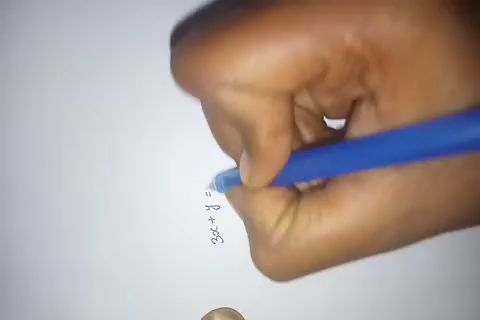 3x + y =